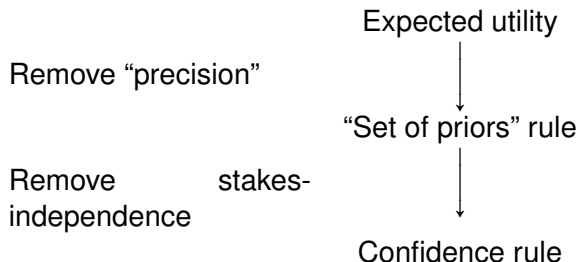 Expected utility
Remove “precision”
“Set of priors” rule
Remove stakes-
independence
Confidence rule